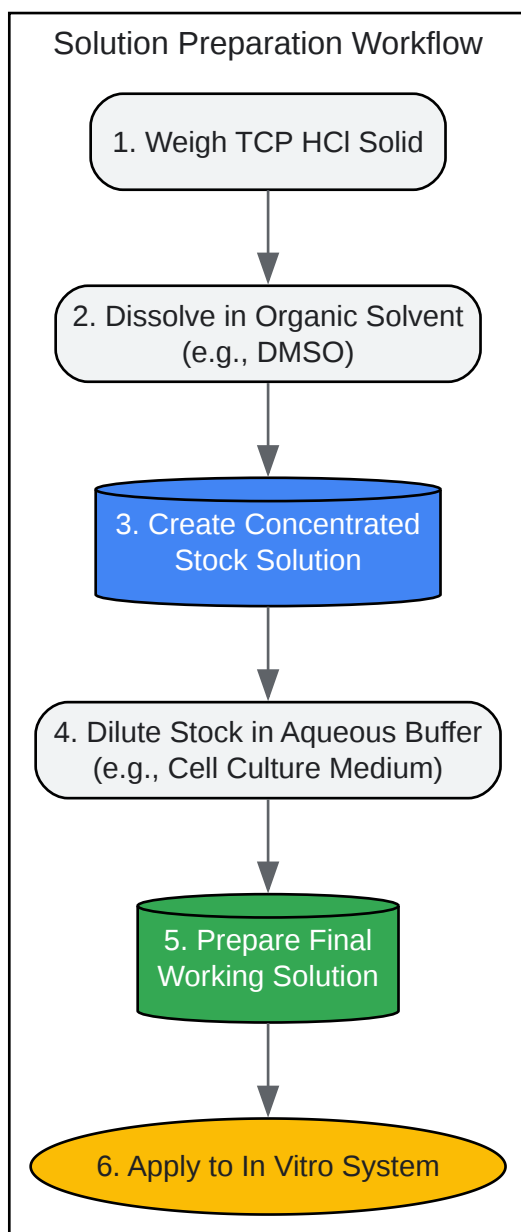 Solution Preparation Workflow
1. Weigh TCP HCl Solid
2. Dissolve in Organic Solvent
(e.g., DMSO)
3. Create Concentrated
Stock Solution
4. Dilute Stock in Aqueous Buffer
(e.g., Cell Culture Medium)
5. Prepare Final
Working Solution
6. Apply to In Vitro System